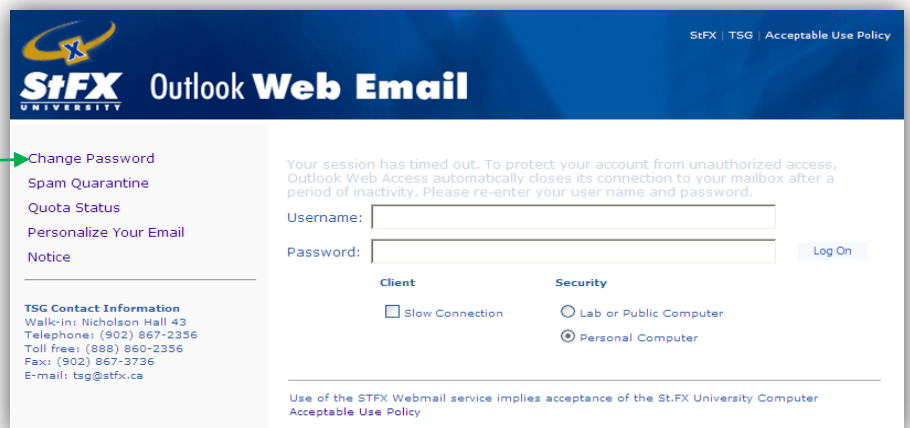 StFX | TSG | Acceptable Use Policy
X
StFX
UNIVERSITY
Outlook Web Email
Change Password
Spam Quarantine
Quota Status
Personalize Your Email
Notice
TSG Contact Information
Walk-in: Nicholson Hall 43
Telephone: (902) 867-2356
Toll free: (888) 860-2356
Fax: (902) 867-3736
E-mail: tsg@stfx.ca
Your session has timed out. To protect your account from unauthorized access,
Outlook Web Access automatically closes its connection to your mailbox after a
period of inactivity. Please re-enter your user name and password.
Username:
Password:
Log On
Client
Security
Slow Connection
Lab or Public Computer
Personal Computer
Use of the STFX Webmail service implies acceptance of the St.FX University Computer
Acceptable Use Policy